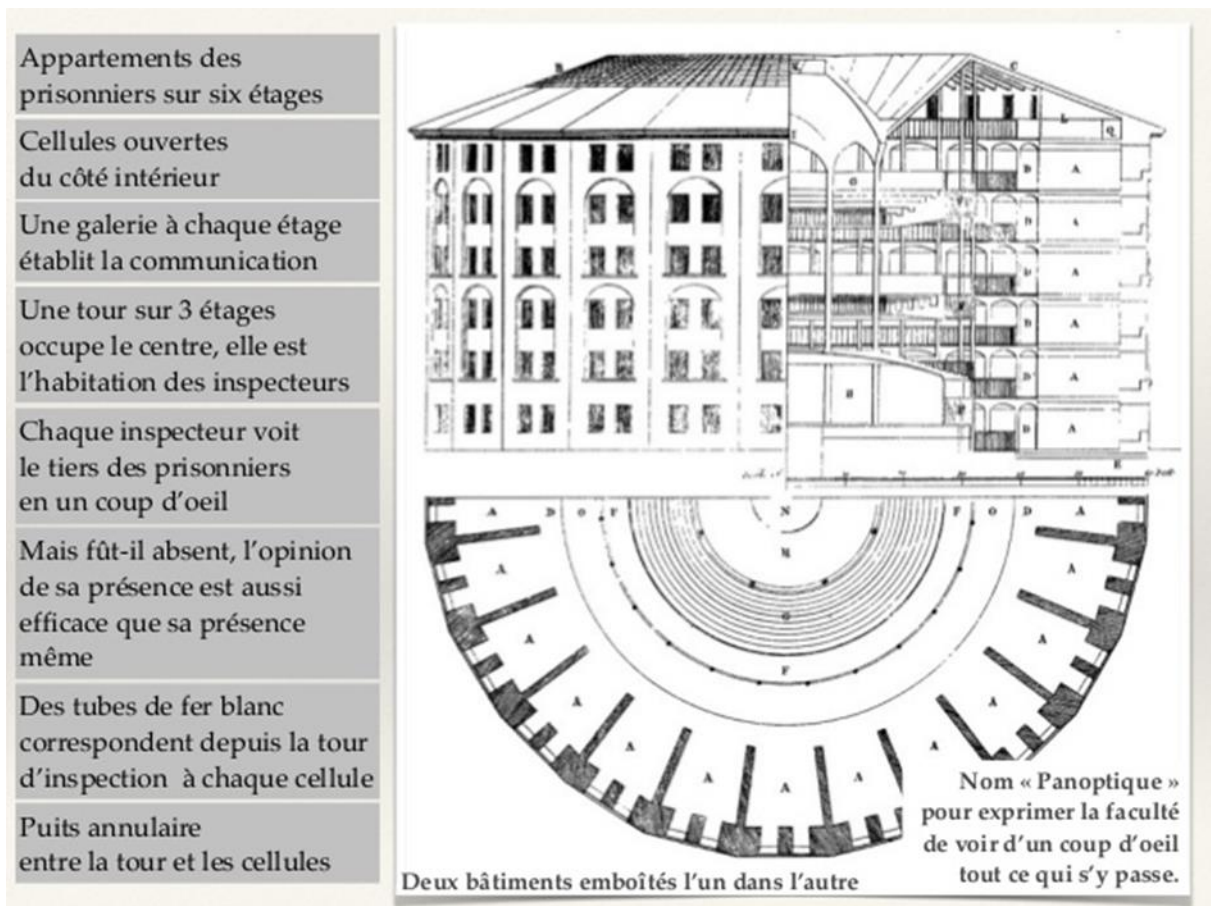 Appartements des
prisonniers sur six étages
Cellules ouvertes
du côté intérieur
Une galerie à chaque étage
établit la communication
Une tour sur 3 étages
occupe le centre, elle est
l'habitation des inspecteurs
Chaque inspecteur voit
le tiers des prisonniers
en un coup d'oeil
Mais fût-il absent, l'opinion
de sa présence est aussi
efficace que sa présence
même
Des tubes de fer blanc
correspondent depuis la tour
d'inspection à chaque cellule
Puits annulaire
entre la tour et les cellules
B C
L Q
G D A
D A
D A
D A
D A
B D A
E
A D O F N F O D A
M
A A
A G A
A F A
A A
A A A A
A
Nom « Panoptique »
pour exprimer la faculté
de voir d'un coup d'oeil
tout ce qui s'y passe.
Deux bâtiments emboîtés l'un dans l'autre